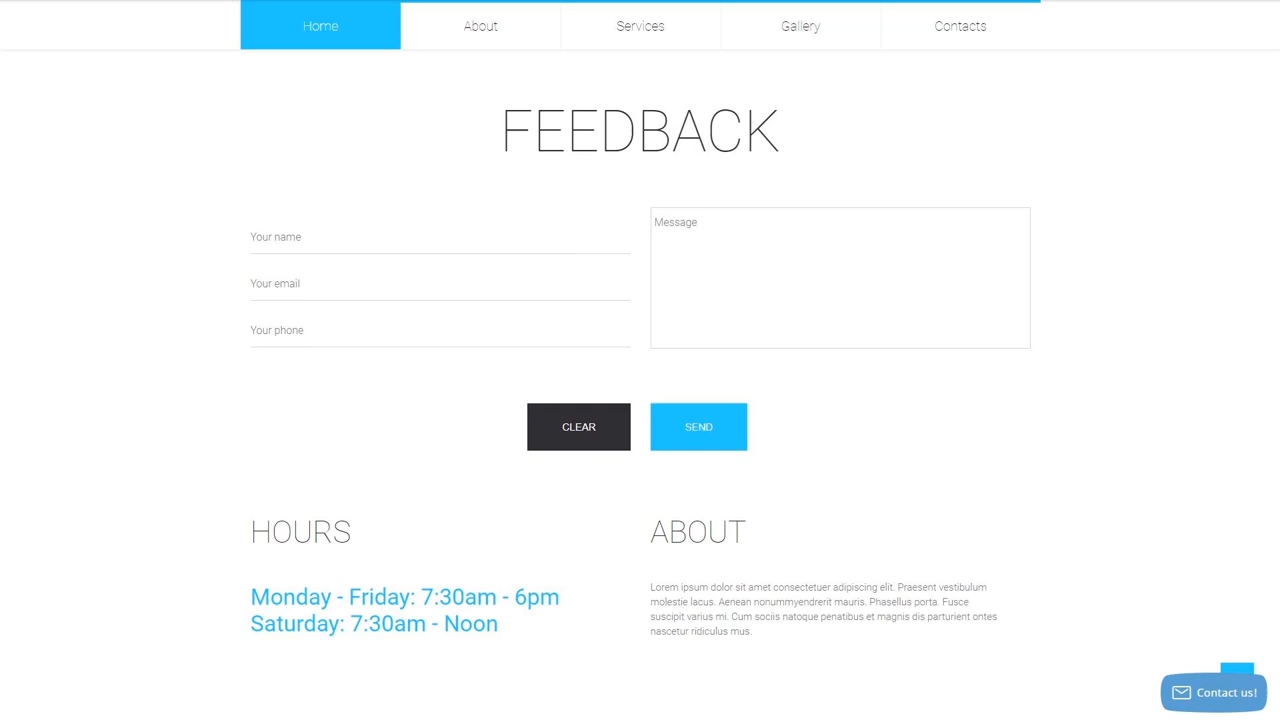 Home
About
Services
Gallery
Contacts
FEEDBACK
Your name
Your email
Your phone
Message
CLEAR
SEND
HOURS
Monday - Friday: 7:30am - 6pm
Saturday: 7:30am - Noon
ABOUT
Lorem ipsum dolor sit amet consectetuer adipiscing elit. Praesent vestibulum
molestie lacus. Aenean nonummyendrerit mauris. Phasellus porta. Fusce
suscipit varius mi. Cum sociis natoque penatibus et magnis dis parturient ontes
nascetur ridiculus mus.
Contact us!